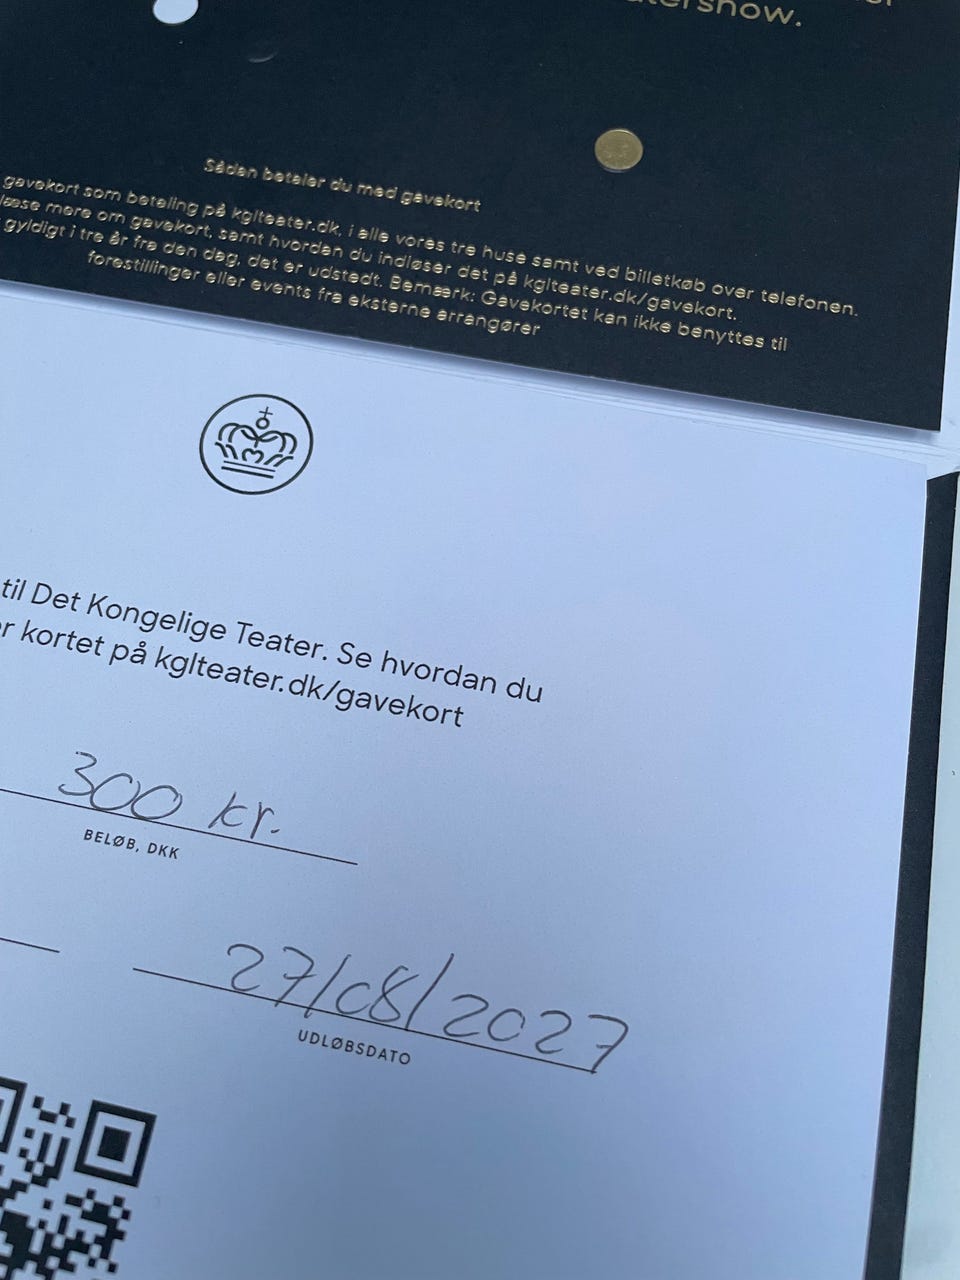 show.
Sådan betaler du med gavekort
gavekort som betaling på kglteater.dk, i alle vores tre huse samt ved billetkøb over telefonen.
læse mere om gavekort, samt hvordan du indløser det på kglteater.dk/gavekort.
gyldigt i tre år fra den dag, det er udstedt. Bemærk: Gavekortet kan ikke benyttes til
forestillinger eller events fra eksterne arrangører
til Det Kongelige Teater. Se hvordan du
kortet på kglteater.dk/gavekort
300 kr.
BELØB, DKK
27/08/2027
UDLØBSDATO